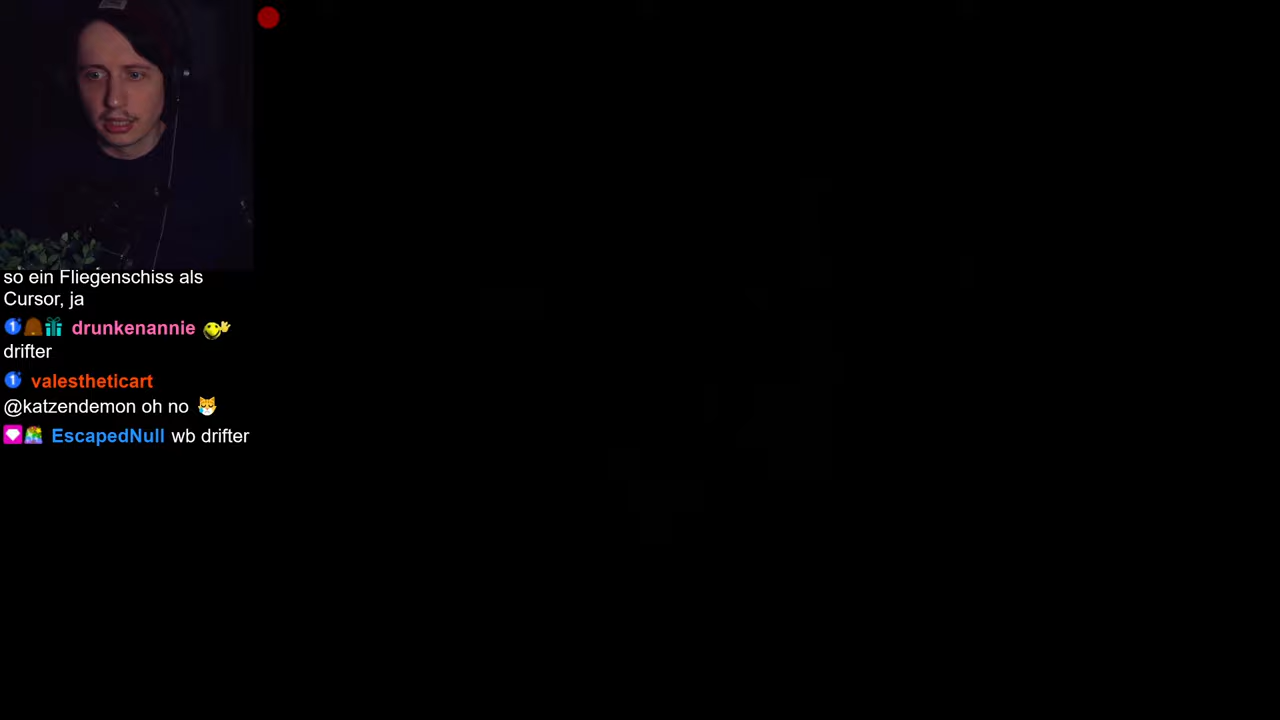 so ein Fliegenschiss als
Cursor, ja
drunkenannie
drifter
valestheticart
@katzendemon oh no
EscapedNull wb drifter